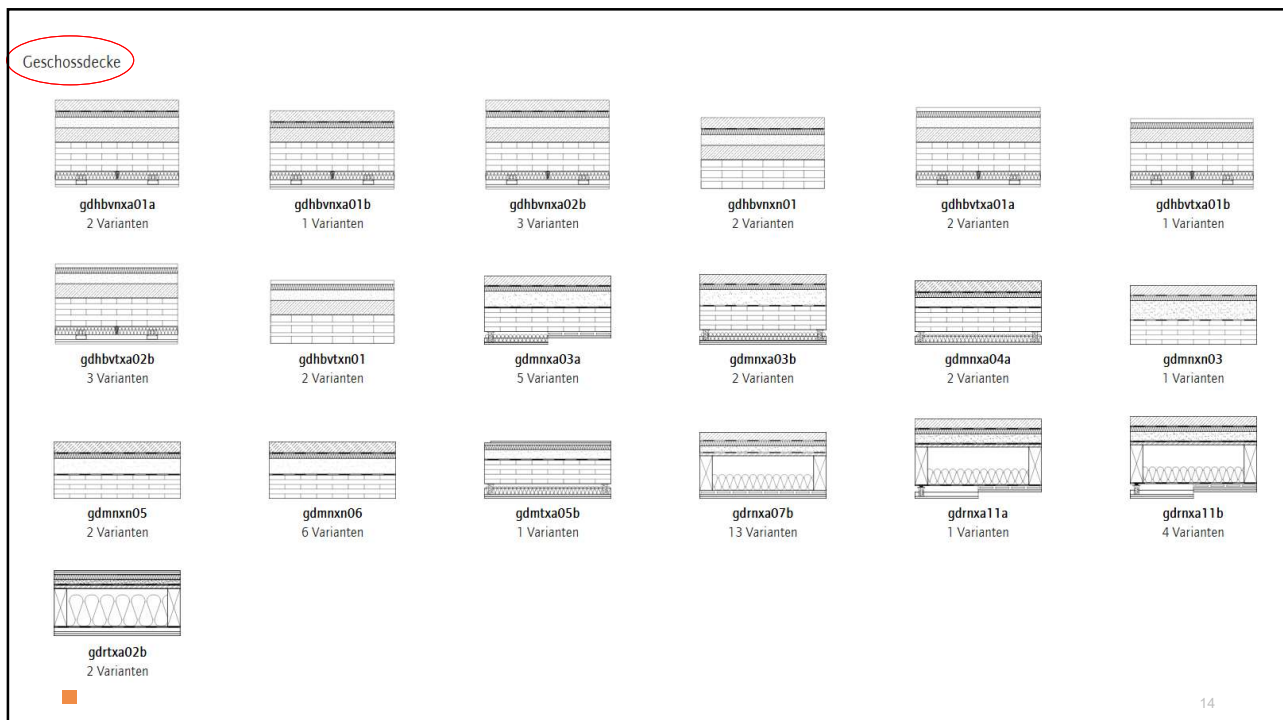 Geschossdecke
gdhbvnxa01a gdhbvnxa01b gdhbvnxa02b gdhbvnxn01 gdhbvtxa01a gdhbvtxa01b
2 Varianten 1 Varianten 3 Varianten 2 Varianten 2 Varianten 1 Varianten
gdhbvtxa02b gdhbvtxn01 gdmnxa03a gdmnxa03b gdmnxa04a gdmnxn03
3 Varianten 2 Varianten 5 Varianten 2 Varianten 2 Varianten 1 Varianten
gdmnxn05 gdmnxn06 gdmtxa05b gdrnxa07b gdrnxa11a gdrnxa11b
2 Varianten 6 Varianten 1 Varianten 13 Varianten 1 Varianten 4 Varianten
gdrtxa02b
2 Varianten
14